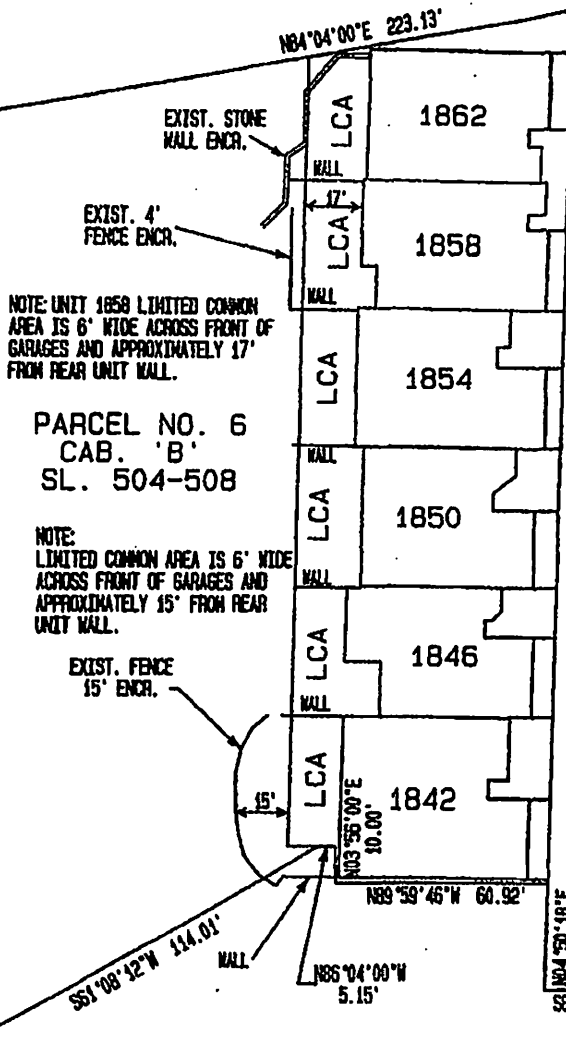 N84°04'00"E 223.13'
EXIST. STONE
WALL ENCR.
LCA
1862
WALL
17'
EXIST. 4'
FENCE ENCR.
LCA
1858
WALL
NOTE: UNIT 1858 LIMITED COMMON
AREA IS 6' WIDE ACROSS FRONT OF
GARAGES AND APPROXIMATELY 17'
FROM REAR UNIT WALL.
LCA
1854
PARCEL NO. 6
CAB. 'B'
SL. 504-508
WALL
LCA
1850
WALL
NOTE:
LIMITED COMMON AREA IS 6' WIDE
ACROSS FRONT OF GARAGES AND
APPROXIMATELY 15' FROM REAR
UNIT WALL.
LCA
1846
WALL
EXIST. FENCE
15' ENCR.
LCA
1842
15'
N03°56'00"E
10.00'
N89°59'46"W 60.92'
S61°08'12"W 114.01'
WALL
N86°04'00"W
5.15'
N04°50'18"E